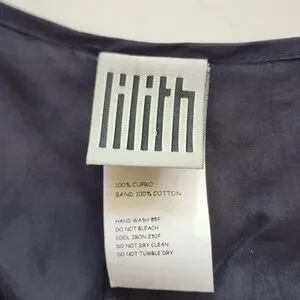 lilith
100% CUPRO
BAND 100% COTTON
HAND WASH 85F
DO NOT BLEACH
COOL IRON 230F
DO NOT DRY CLEAN
DO NOT TUMBLE DRY